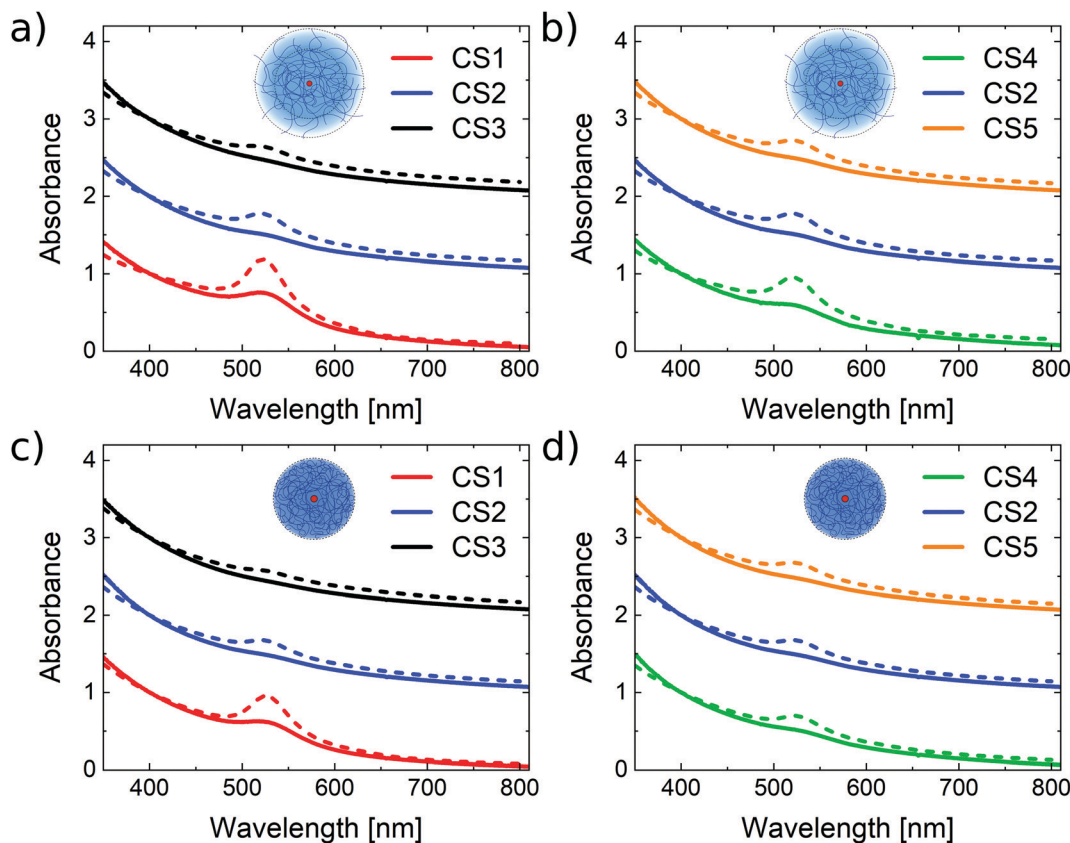 a)
4
3
2
1
0
Absorbance
CS1
CS2
CS3
400 500 600 700 800
Wavelength [nm]
b)
4
3
2
1
0
Absorbance
CS4
CS2
CS5
400 500 600 700 800
Wavelength [nm]
c)
4
3
2
1
0
Absorbance
CS1
CS2
CS3
400 500 600 700 800
Wavelength [nm]
d)
4
3
2
1
0
Absorbance
CS4
CS2
CS5
400 500 600 700 800
Wavelength [nm]